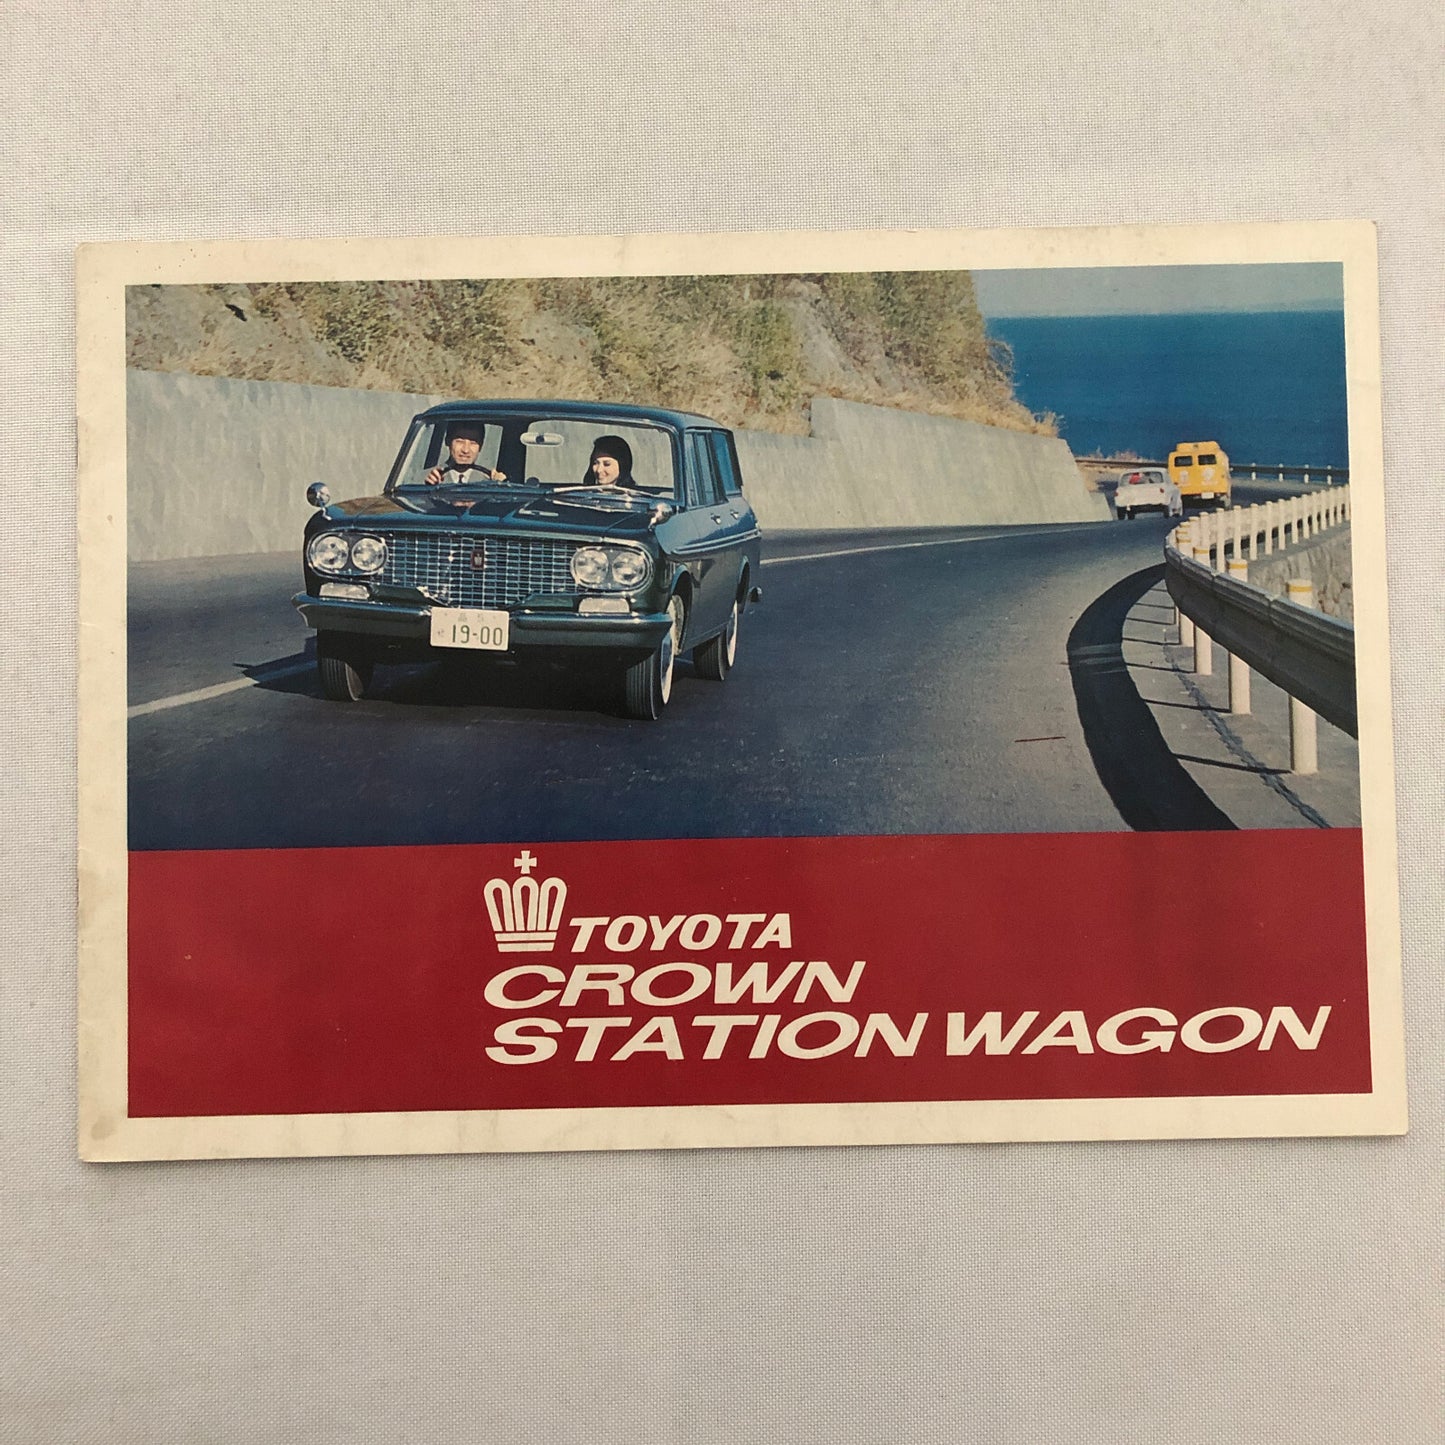 19-00
TOYOTA
CROWN
STATION WAGON